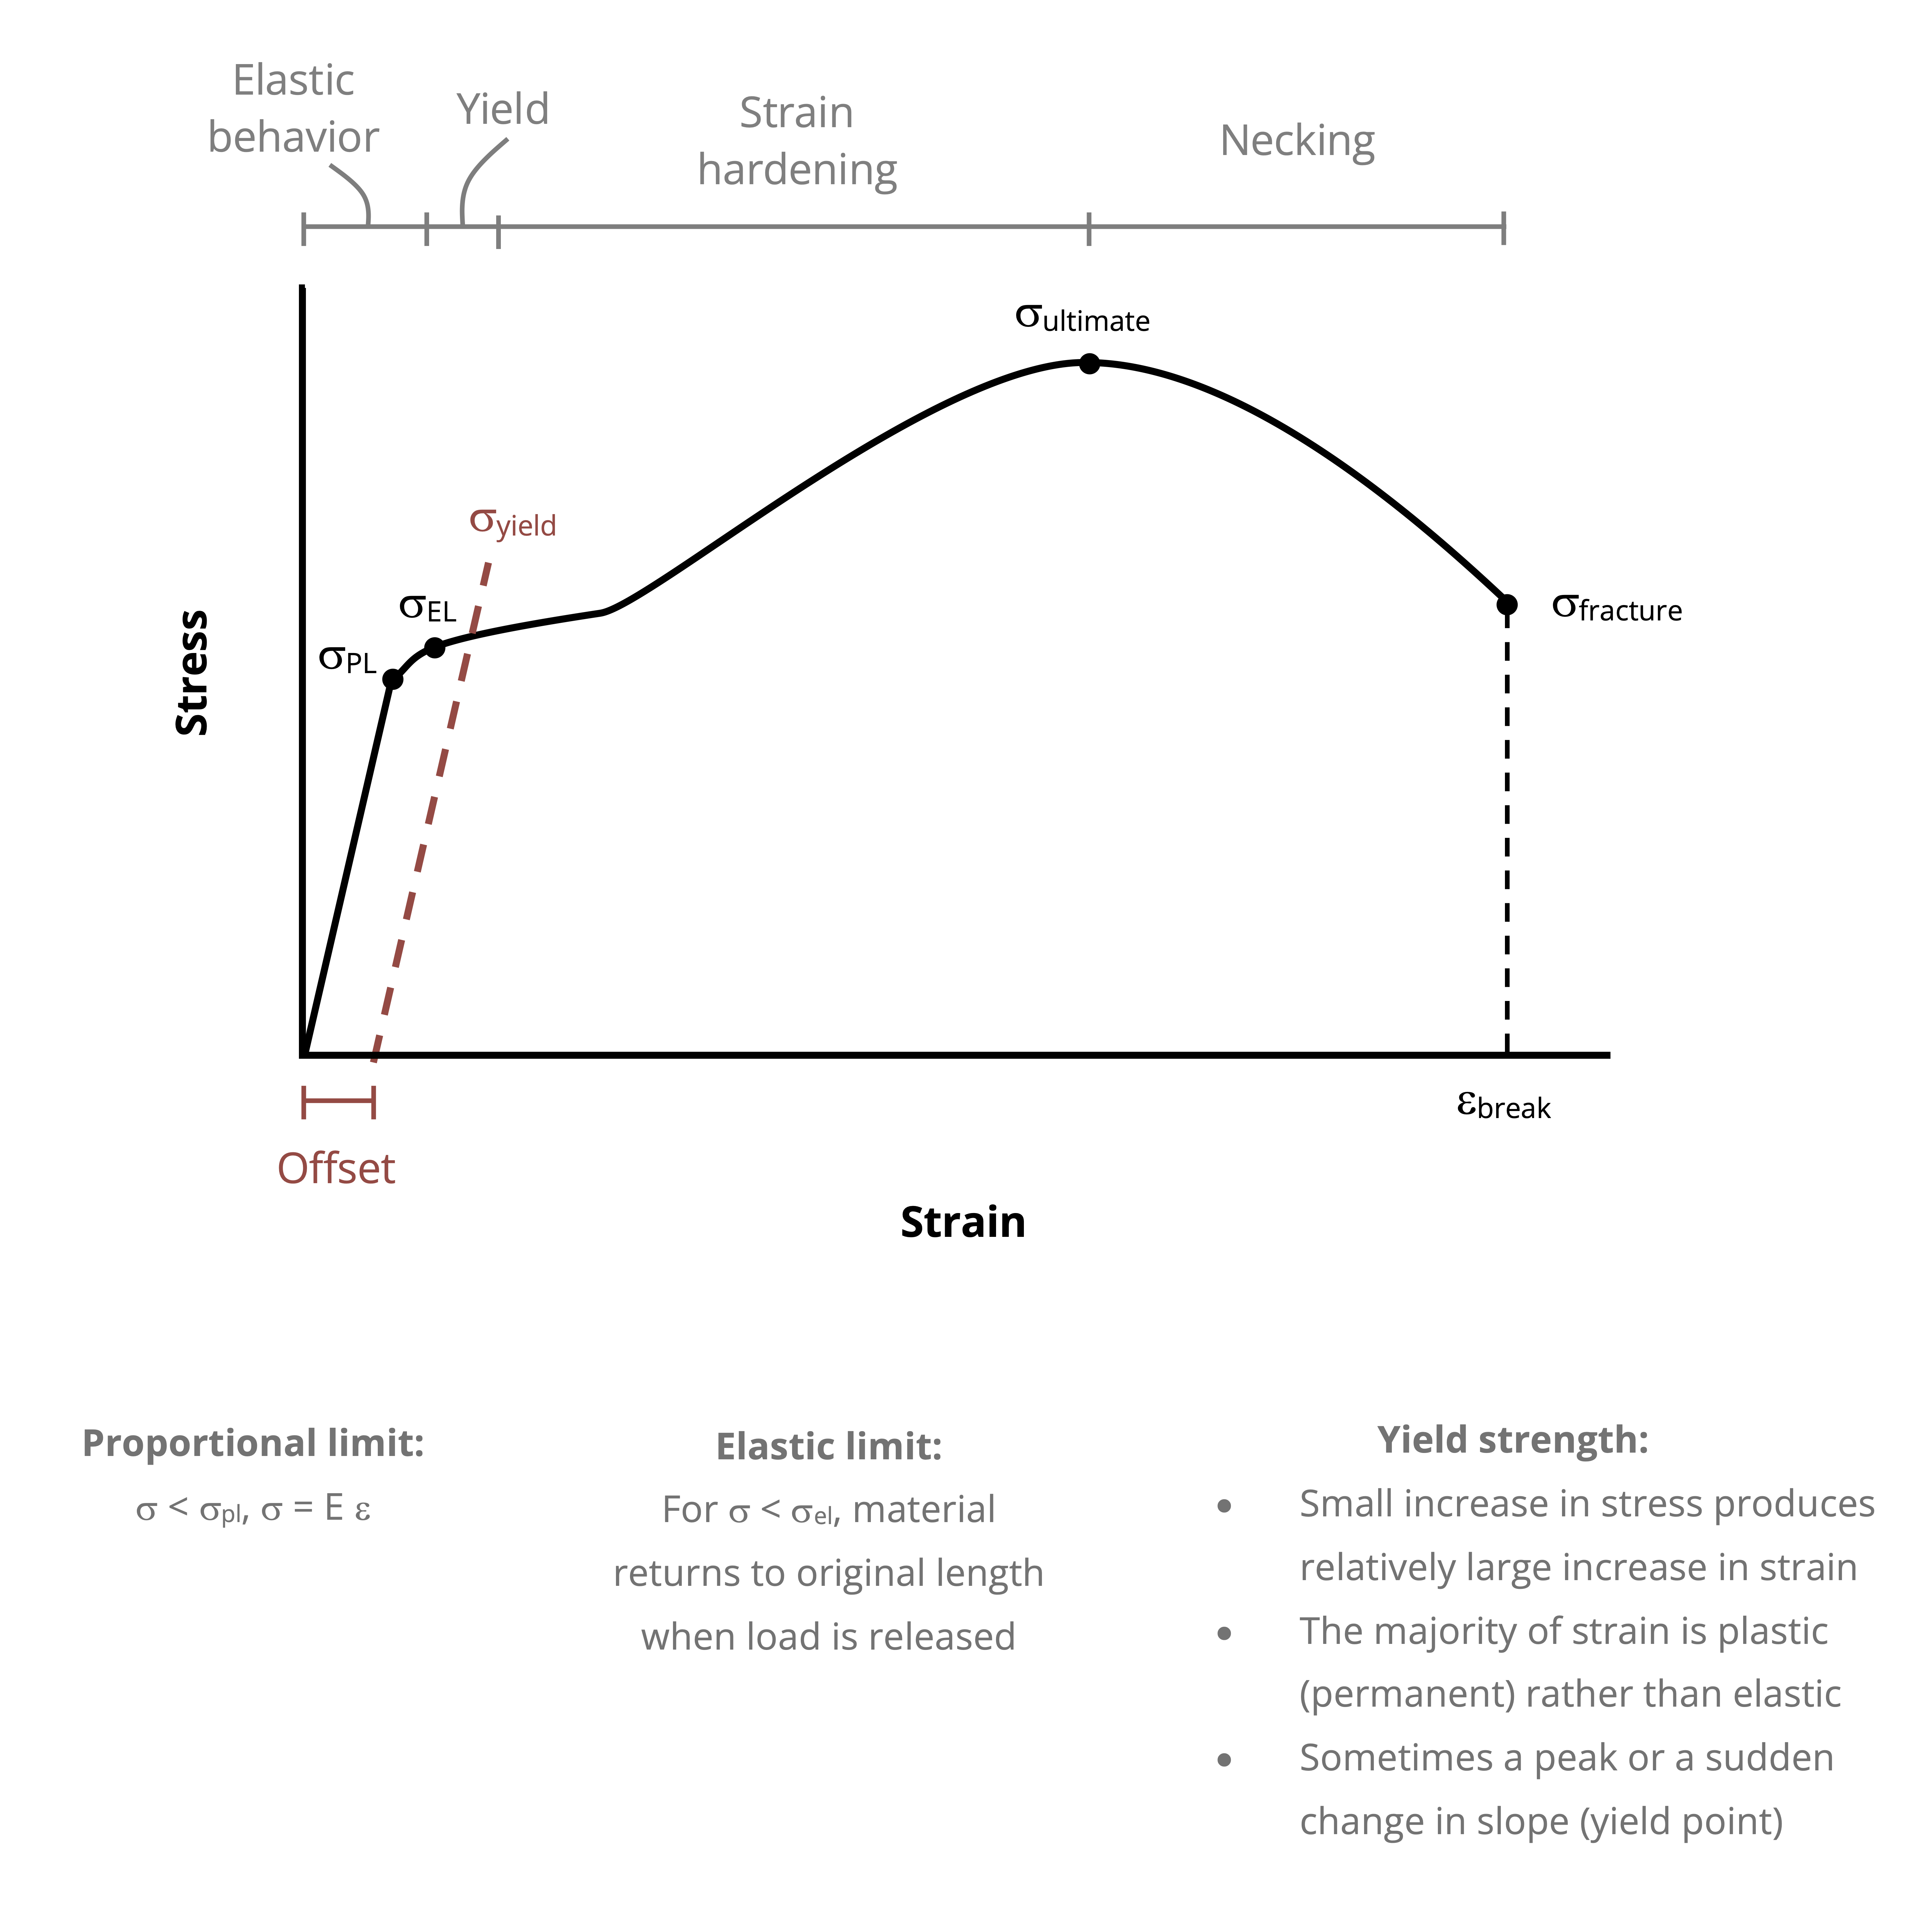 Elastic
behavior
Yield
Strain
hardening
Necking
σultimate
σyield
σEL
σPL
σfracture
Stress
εbreak
Offset
Strain
Proportional limit:
σ < σpl, σ = E ε
Elastic limit:
For σ < σel, material
returns to original length
when load is released
Yield strength:
• Small increase in stress produces
relatively large increase in strain
• The majority of strain is plastic
(permanent) rather than elastic
• Sometimes a peak or a sudden
change in slope (yield point)